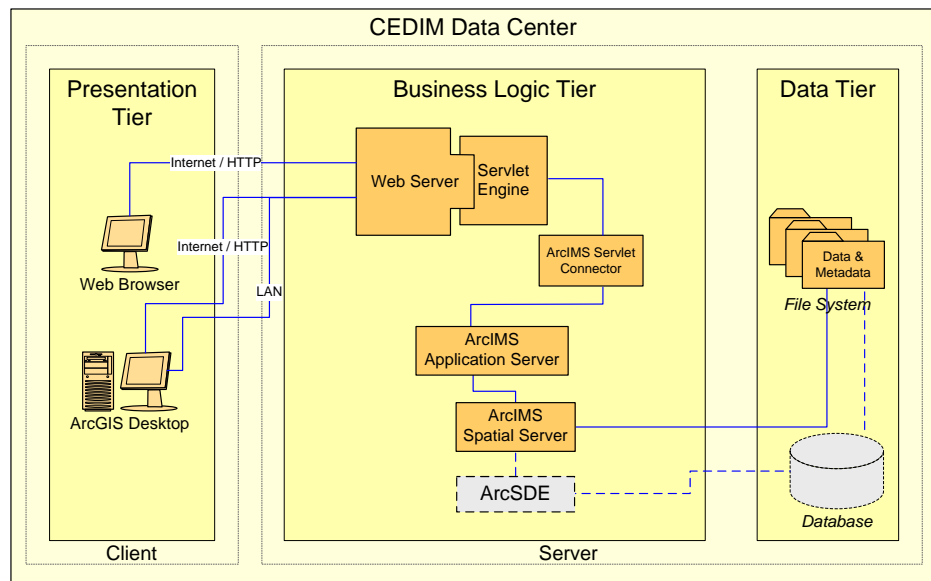 CEDIM Data Center
Presentation
Tier
Business Logic Tier
Data Tier
Internet / HTTP
Web Server
Servlet
Engine
Web Browser
Internet / HTTP
LAN
ArcIMS Servlet
Connector
Data &
Metadata
File System
ArcIMS
Application Server
ArcGIS Desktop
ArcIMS
Spatial Server
ArcSDE
Database
Client
Server